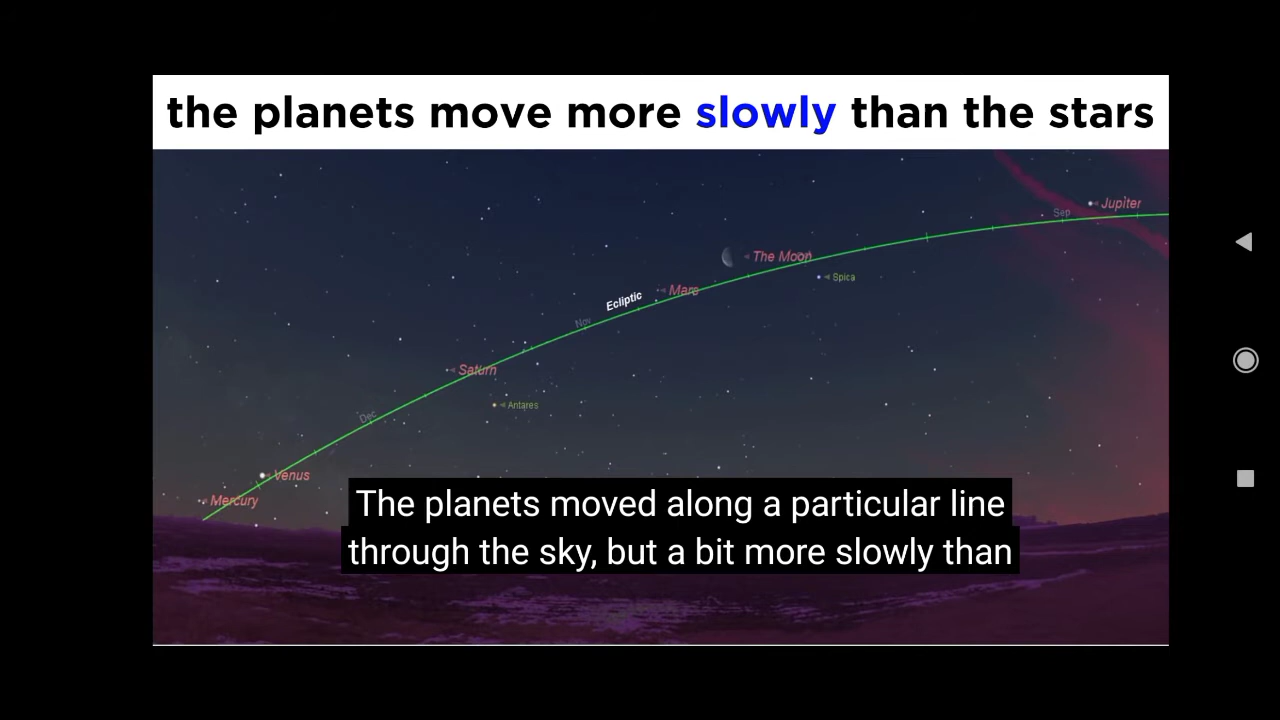 the planets move more slowly than the stars
Sep
Jupiter
The Moon
Spica
Mars
Ecliptic
Nov
Saturn
Antares
Dec
Venus
Mercury
The planets moved along a particular line
through the sky, but a bit more slowly than